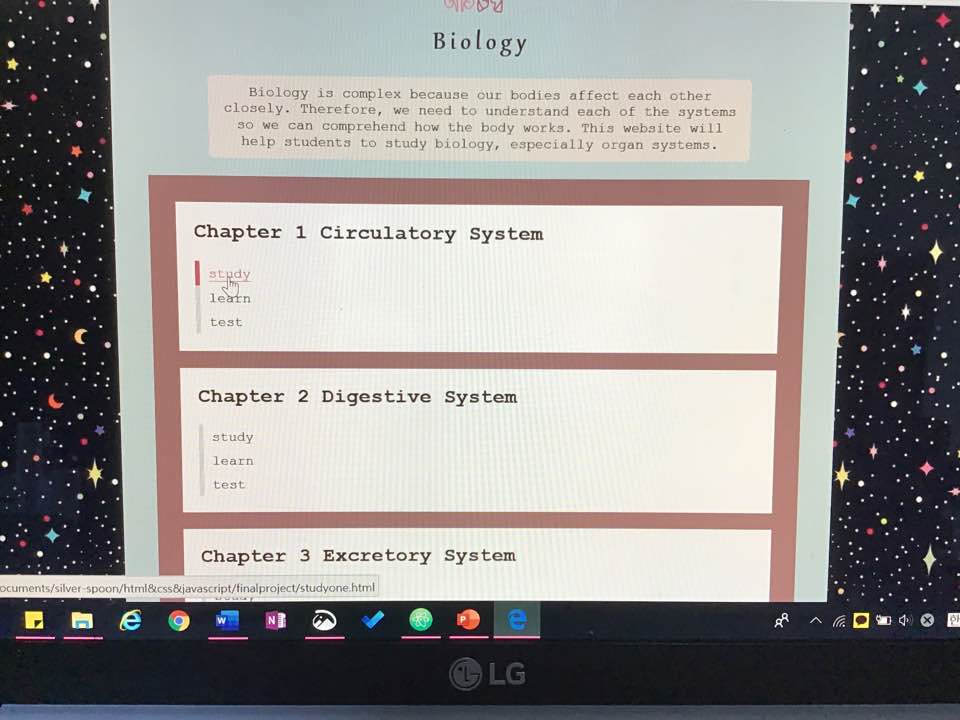 Biology
Biology is complex because our bodies affect each other
closely. Therefore, we need to understand each of the systems
so we can comprehend how the body works. This website will
help students to study biology, especially organ systems.
Chapter 1 Circulatory System
study
learn
test
Chapter 2 Digestive System
study
learn
test
Chapter 3 Excretory System
ocuments/silver-spoon/html&css&javascript/finalproject/studyone.html
LG